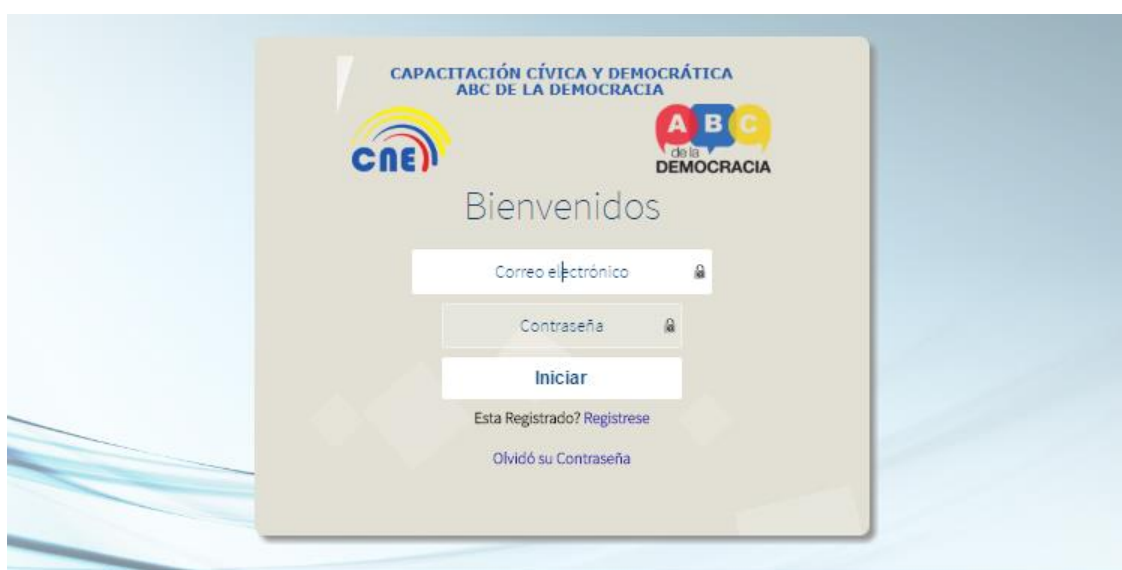 CAPACITACIÓN CÍVICA Y DEMOCRÁTICA
ABC DE LA DEMOCRACIA
CNE
A B C
de la
DEMOCRACIA
Bienvenidos
Correo electrónico
Contraseña
Iniciar
Esta Registrado? Registrese
Olvidó su Contraseña